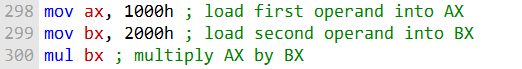 298 mov ax, 1000h ; load first operand into AX
299 mov bx, 2000h ; load second operand into BX
300 mul bx ; multiply AX by BX